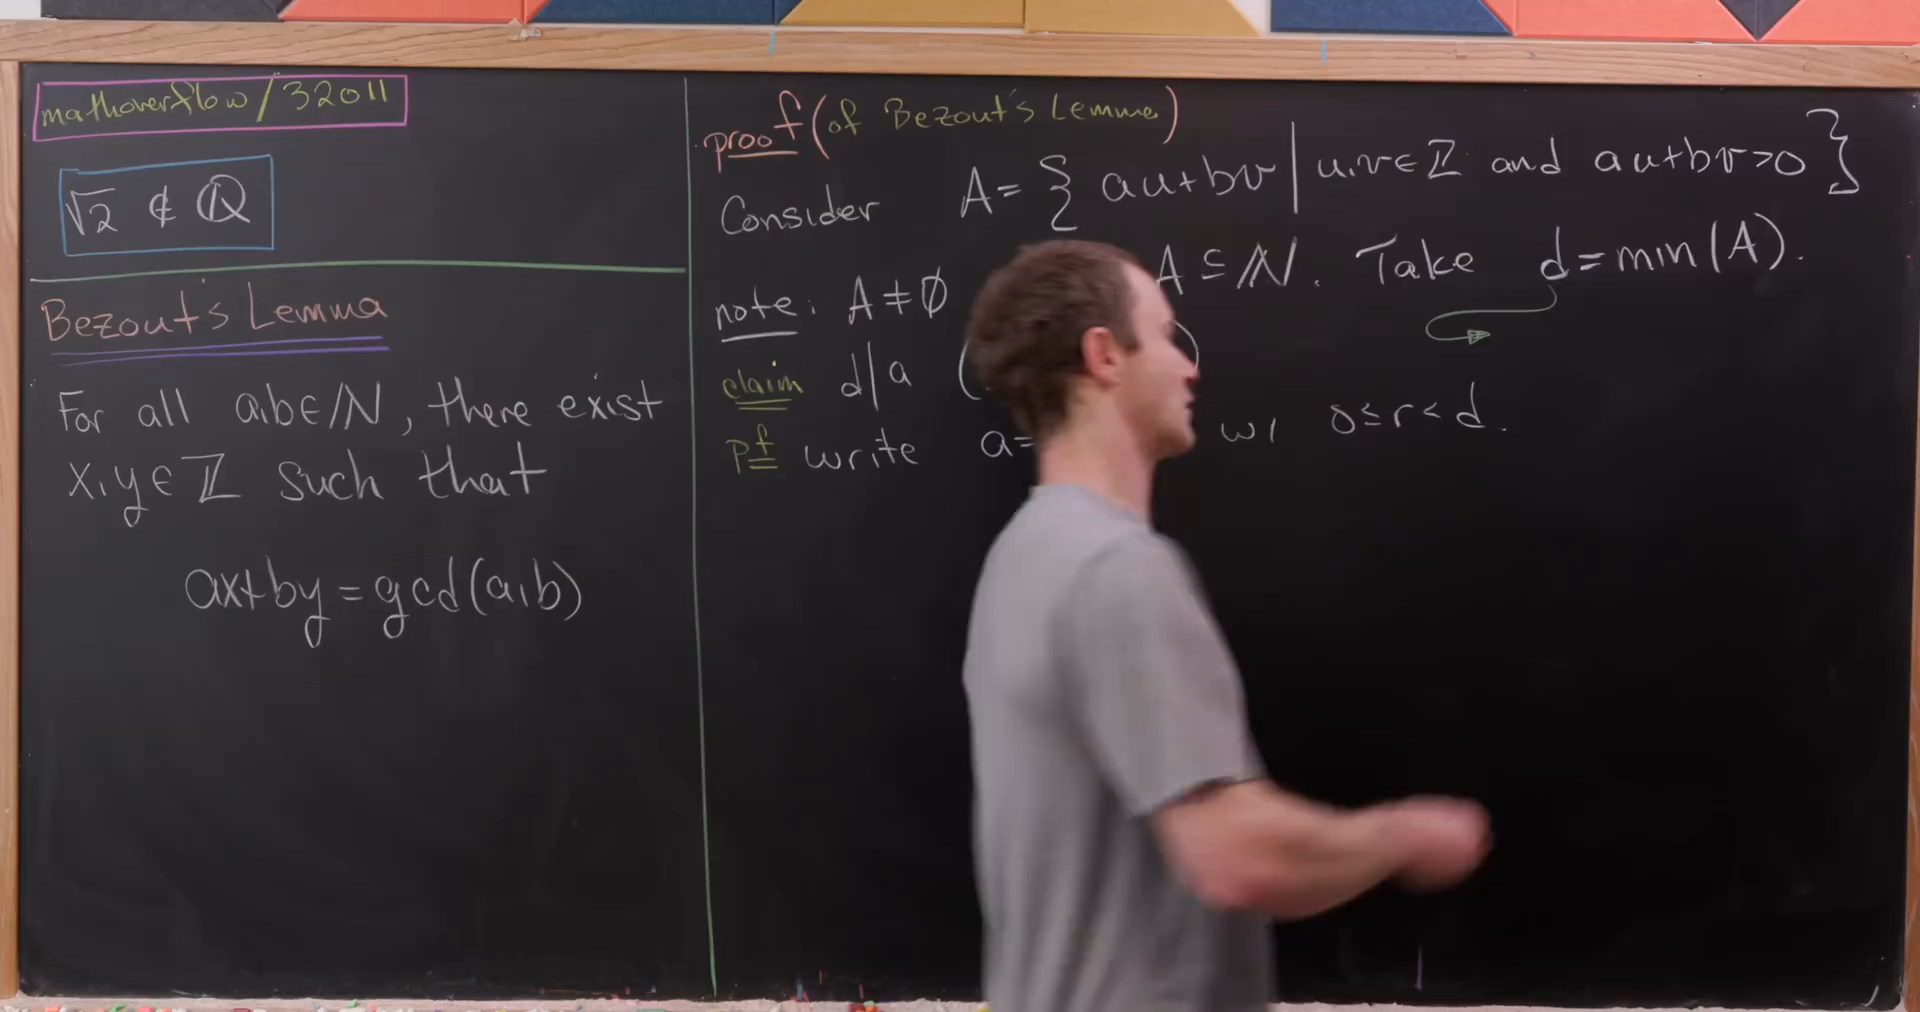 mathoverflow/32011
√2 ∉ ℚ
Bezout's Lemma
For all a,b∈ℕ, there exist
x,y∈ℤ such that
ax+by=gcd(a,b)
proof (of Bezout's Lemma)
Consider A={au+bv | u,v∈ℤ and au+bv>0}
note: A≠∅ A⊆ℕ. Take d=min(A).
claim d|a ( )
pf write a= w/ 0≤r<d.